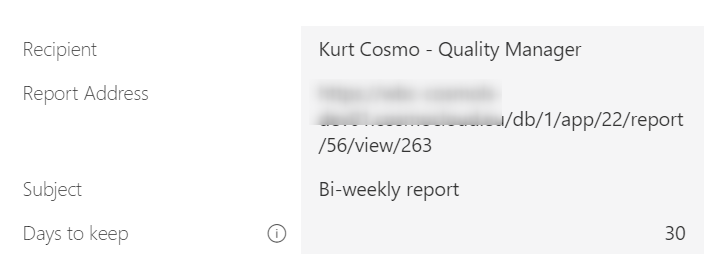 Recipient Kurt Cosmo - Quality Manager
Report Address
/db/1/app/22/report
/56/view/263
Subject Bi-weekly report
Days to keep 30